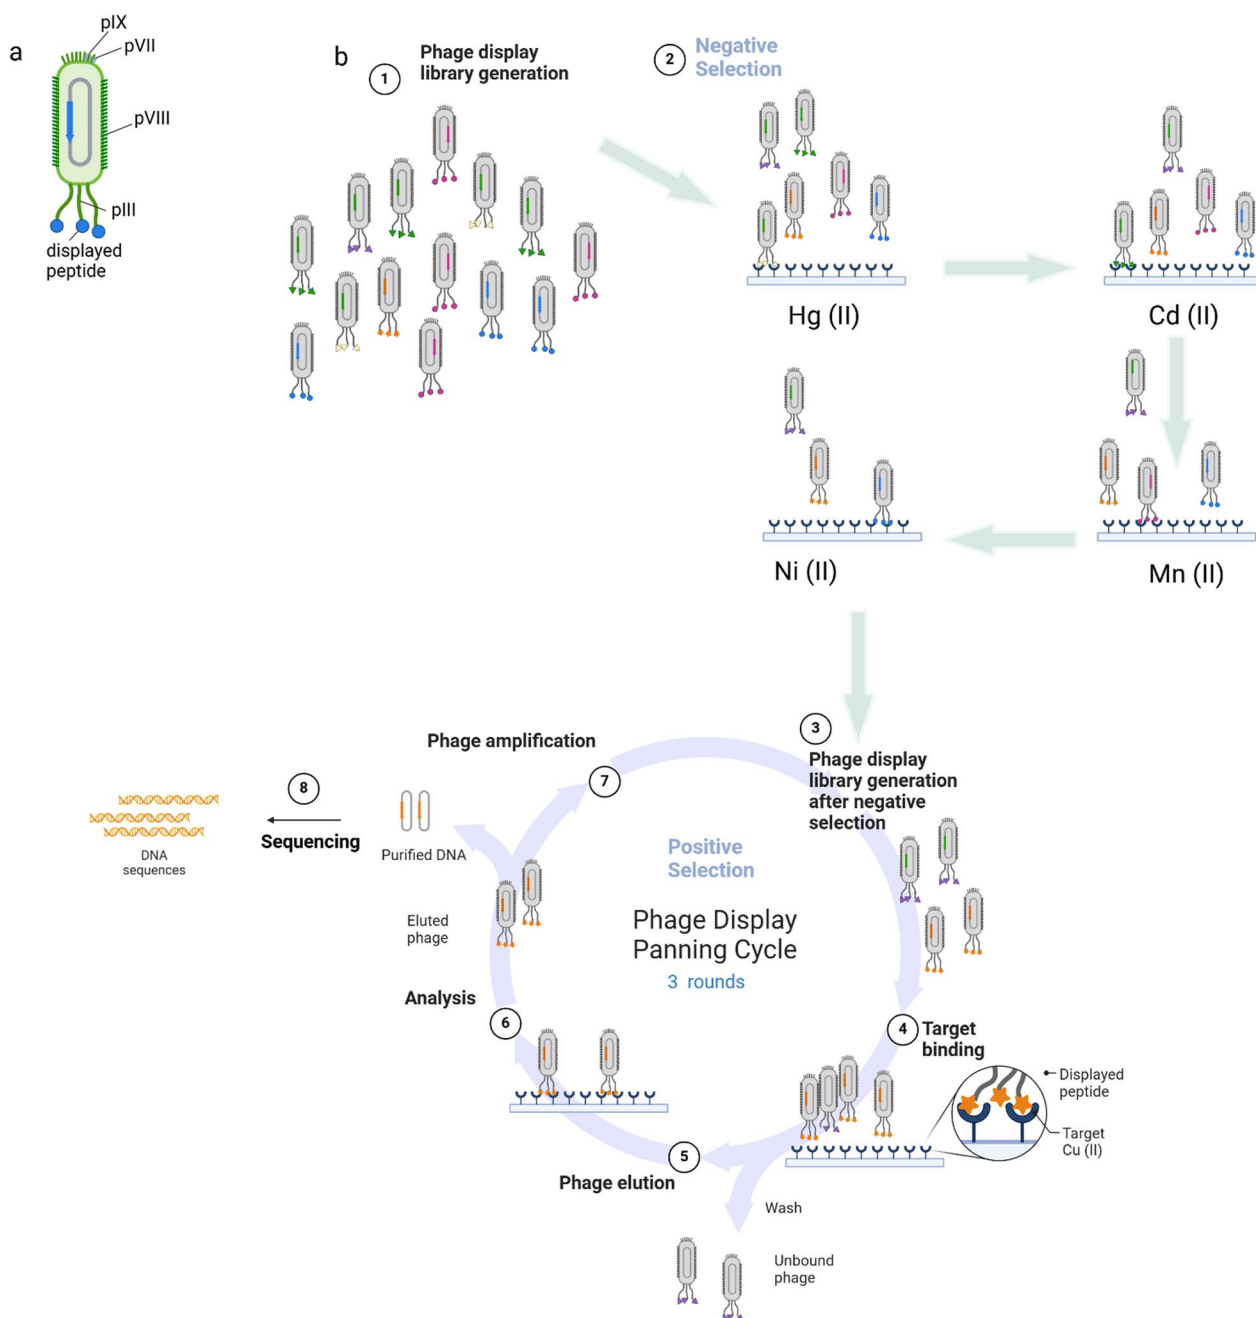 a
pIX
pVII
pVIII
pIII
displayed
peptide
b
1
Phage display
library generation
2
Negative
Selection
Hg (II)
Cd (II)
Ni (II)
Mn (II)
3
Phage display
library generation
after negative
selection
Phage amplification
7
8
Sequencing
DNA
sequences
Purified DNA
Eluted
phage
Positive
Selection
Phage Display
Panning Cycle
3 rounds
Analysis
6
4
Target
binding
Displayed
peptide
Target
Cu (II)
5
Phage elution
Wash
Unbound
phage